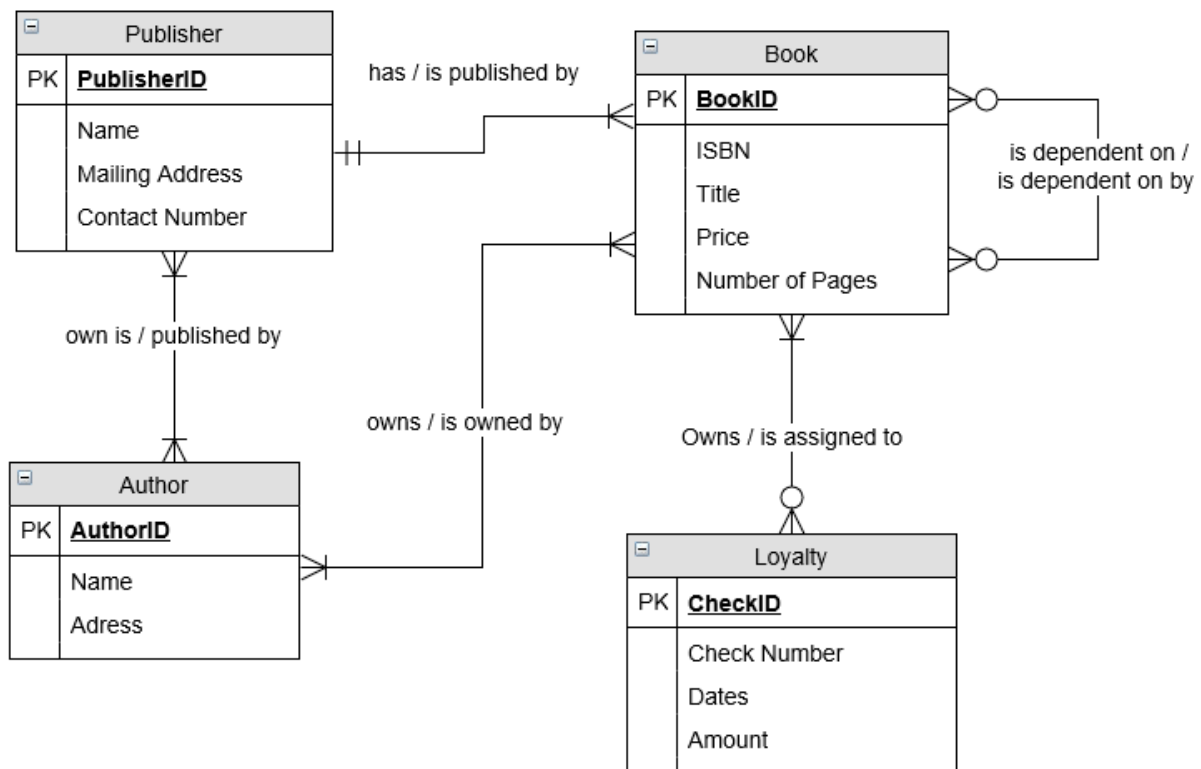 Publisher
PK PublisherID
Name
Mailing Address
Contact Number
has / is published by
Book
PK BookID
ISBN
Title
Price
Number of Pages
is dependent on /
is dependent on by
own is / published by
owns / is owned by
Owns / is assigned to
Author
PK AuthorID
Name
Adress
Loyalty
PK CheckID
Check Number
Dates
Amount